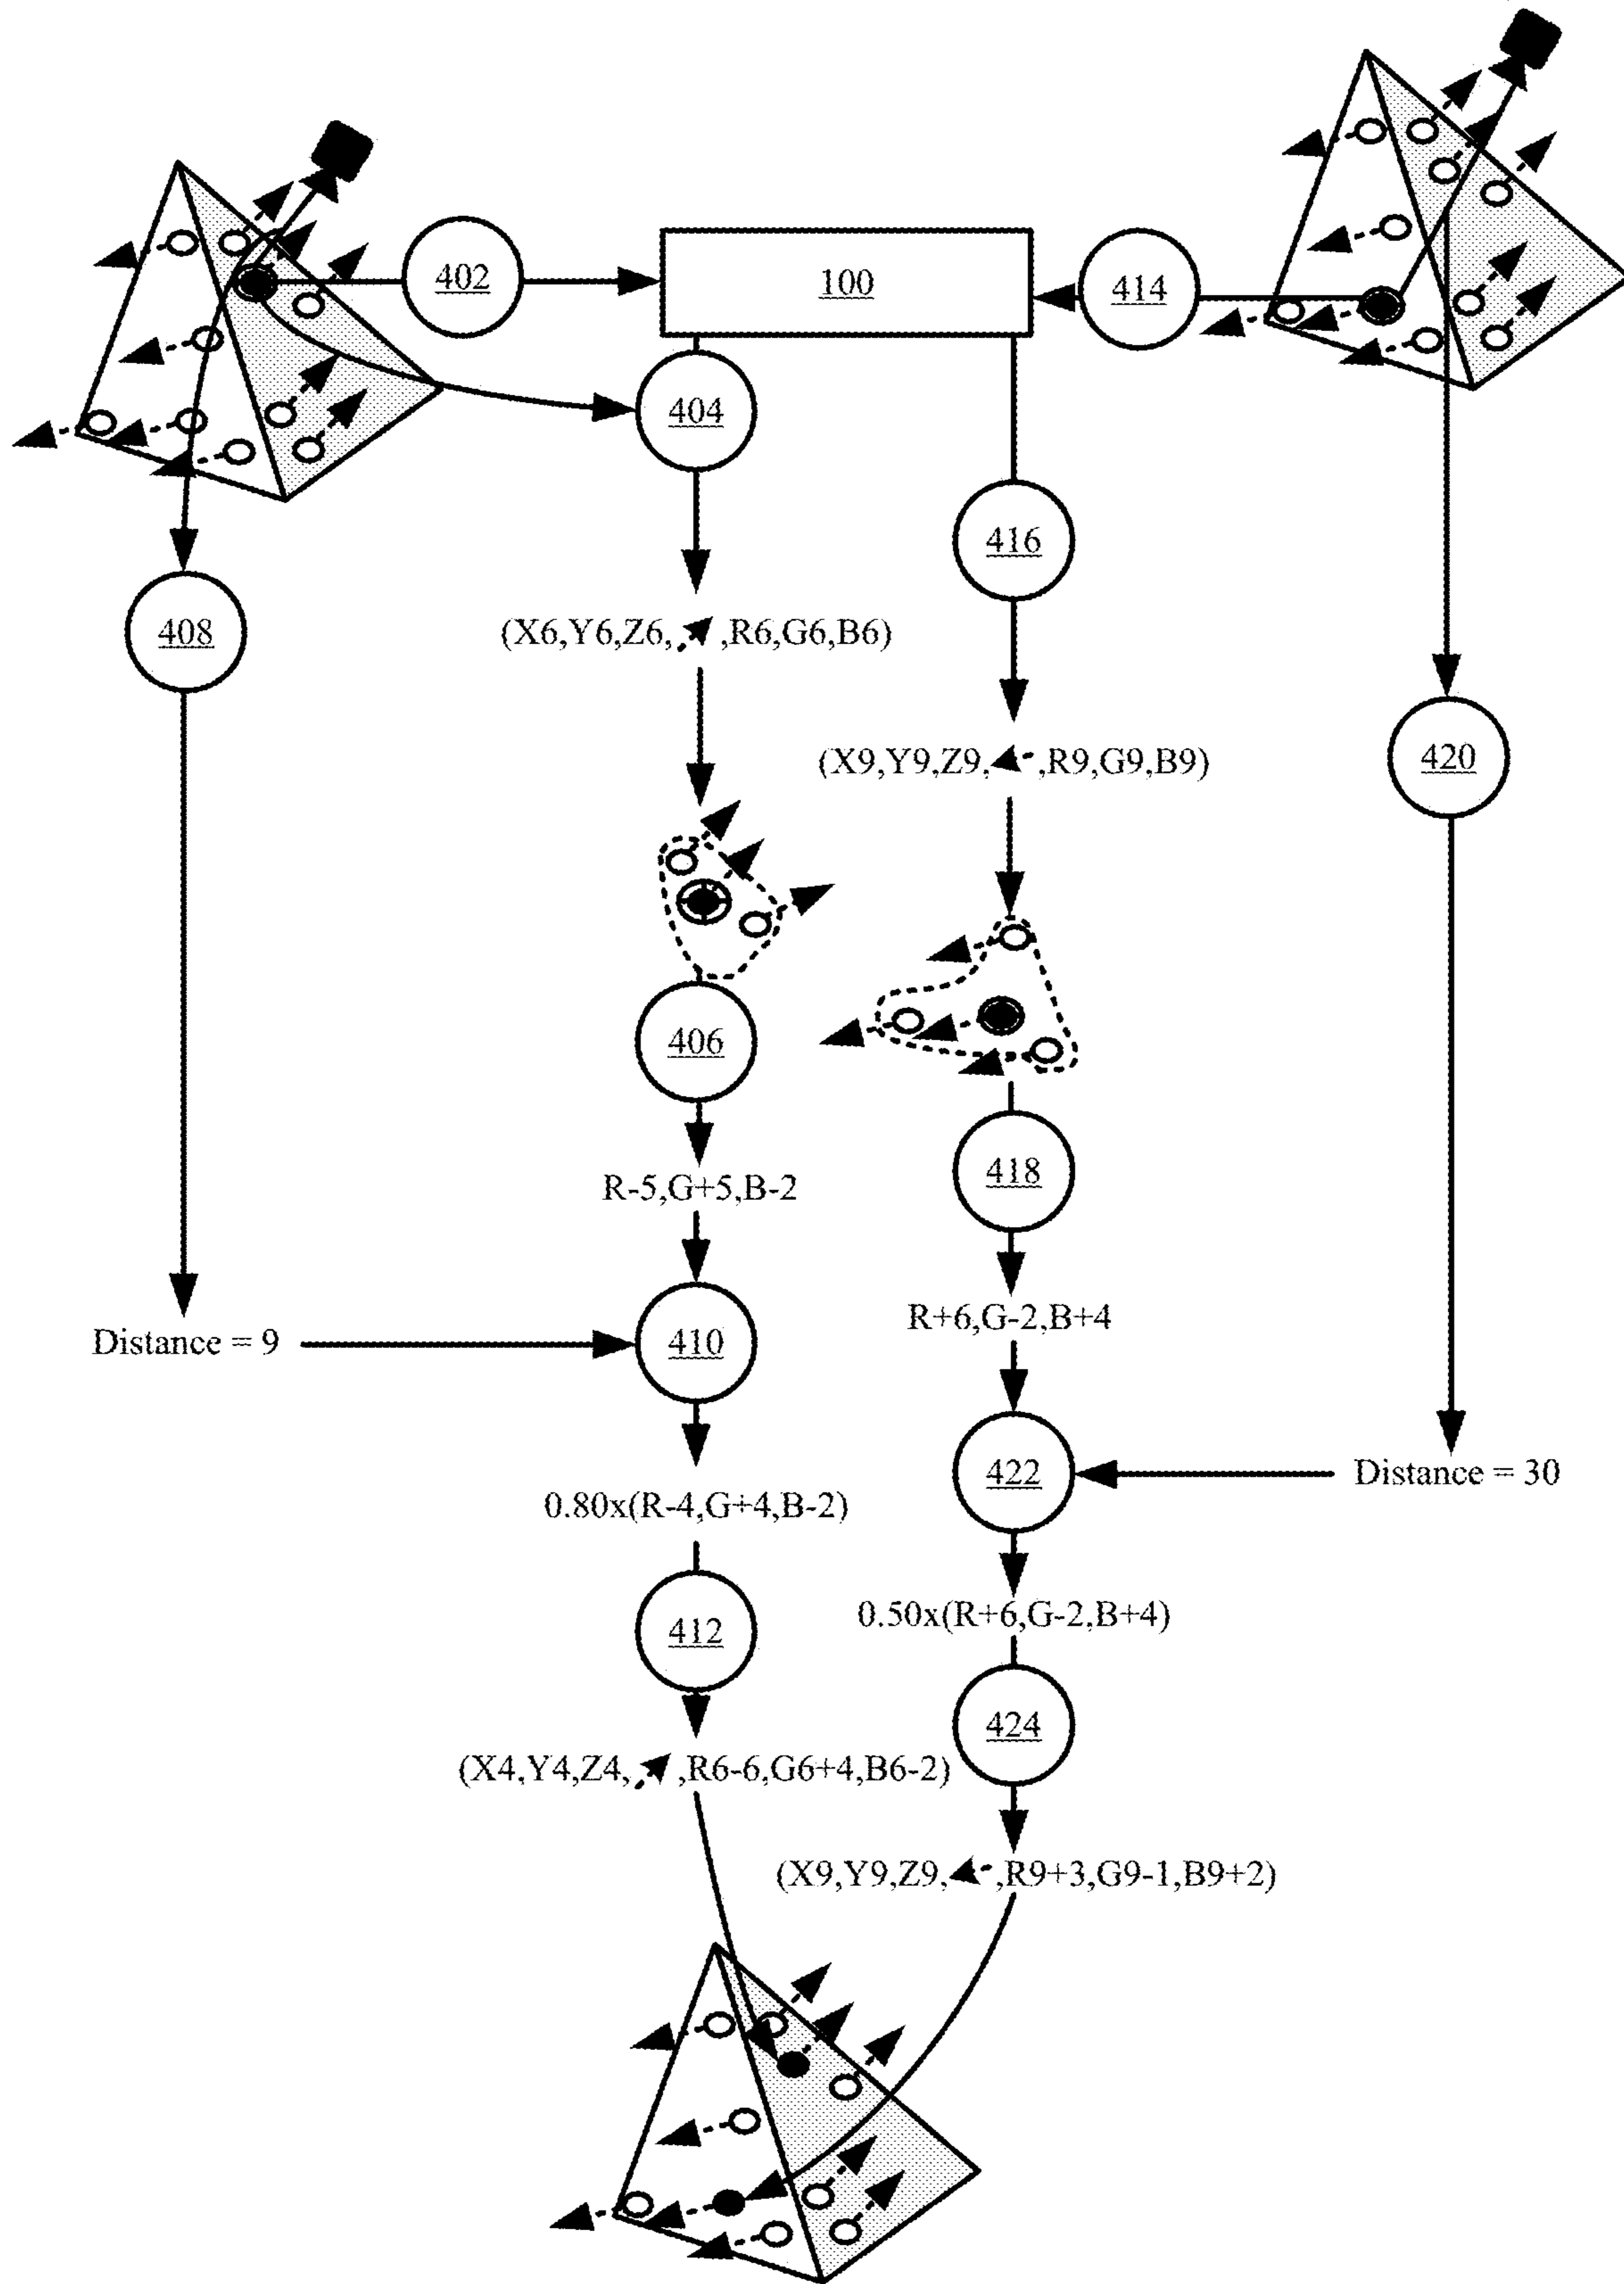 402
100
414
404
416
408
(X6,Y6,Z6, ,R6,G6,B6)
(X9,Y9,Z9, ,R9,G9,B9)
420
406
418
R-5,G+5,B-2
R+6,G-2,B+4
Distance = 9
410
422
Distance = 30
0.80x(R-4,G+4,B-2)
412
0.50x(R+6,G-2,B+4)
424
(X4,Y4,Z4, ,R6-6,G6+4,B6-2)
(X9,Y9,Z9, ,R9+3,G9-1,B9+2)